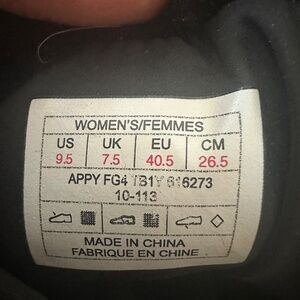 WOMEN'S/FEMMES
US UK EU CM
9.5 7.5 40.5 26.5
APPY FG4 1B1Y 616273
10-113
MADE IN CHINA
FABRIQUE EN CHINE